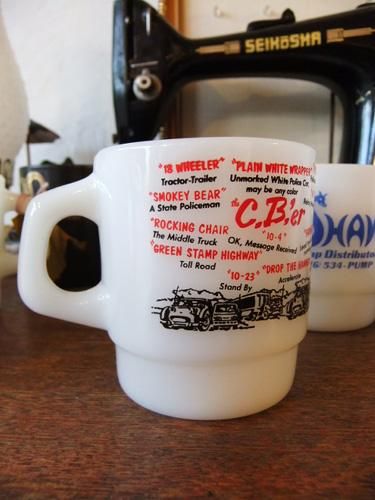 SEIKOSHA
"18 WHEELER"
Tractor-Trailer
"SMOKEY BEAR"
A State Policeman
"ROCKING CHAIR
The Middle Truck
"GREEN STAMP HIGHWAY"
Toll Road
"PLAIN WHITE WRAPPER"
Unmarked White Police Car,
may be any color
the C.B.'er
"10-4"
OK, Message Received
"10-23"
Stand By
"DROP THE
Accelerate
Distributo
534-PUMP